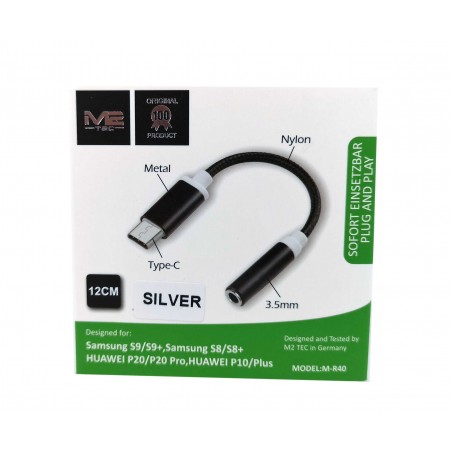 M2
TEC
ORIGINAL
100
PRODUCT
Nylon
Metal
Type-C
3.5mm
12CM
SILVER
SOFORT EINSETZBAR
PLUG AND PLAY
Designed for:
Samsung S9/S9+,Samsung S8/S8+
HUAWEI P20/P20 Pro,HUAWEI P10/Plus
Designed and Tested by
M2 TEC in Germany
MODEL:M-R40